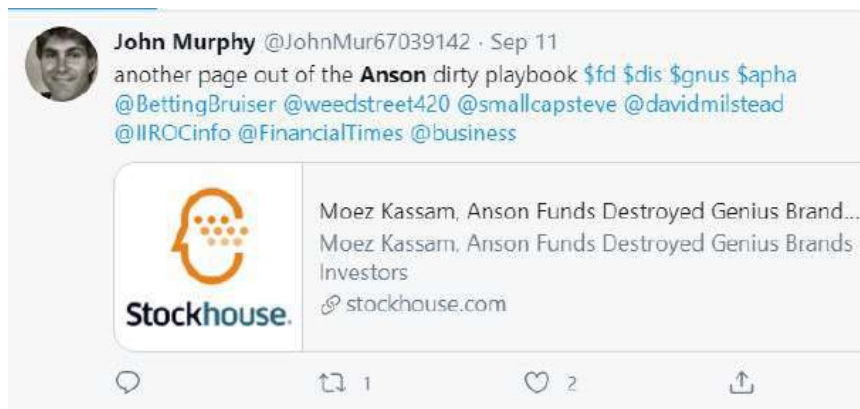 John Murphy @JohnMur67039142 · Sep 11
another page out of the Anson dirty playbook $fd $dis $gnus $apha
@BettingBruiser @weedstreet420 @smallcapsteve @davidmilstead
@IIROCinfo @FinancialTimes @business
Stockhouse.
Moez Kassam, Anson Funds Destroyed Genius Brand...
Moez Kassam, Anson Funds Destroyed Genius Brands
Investors
stockhouse.com
1
2